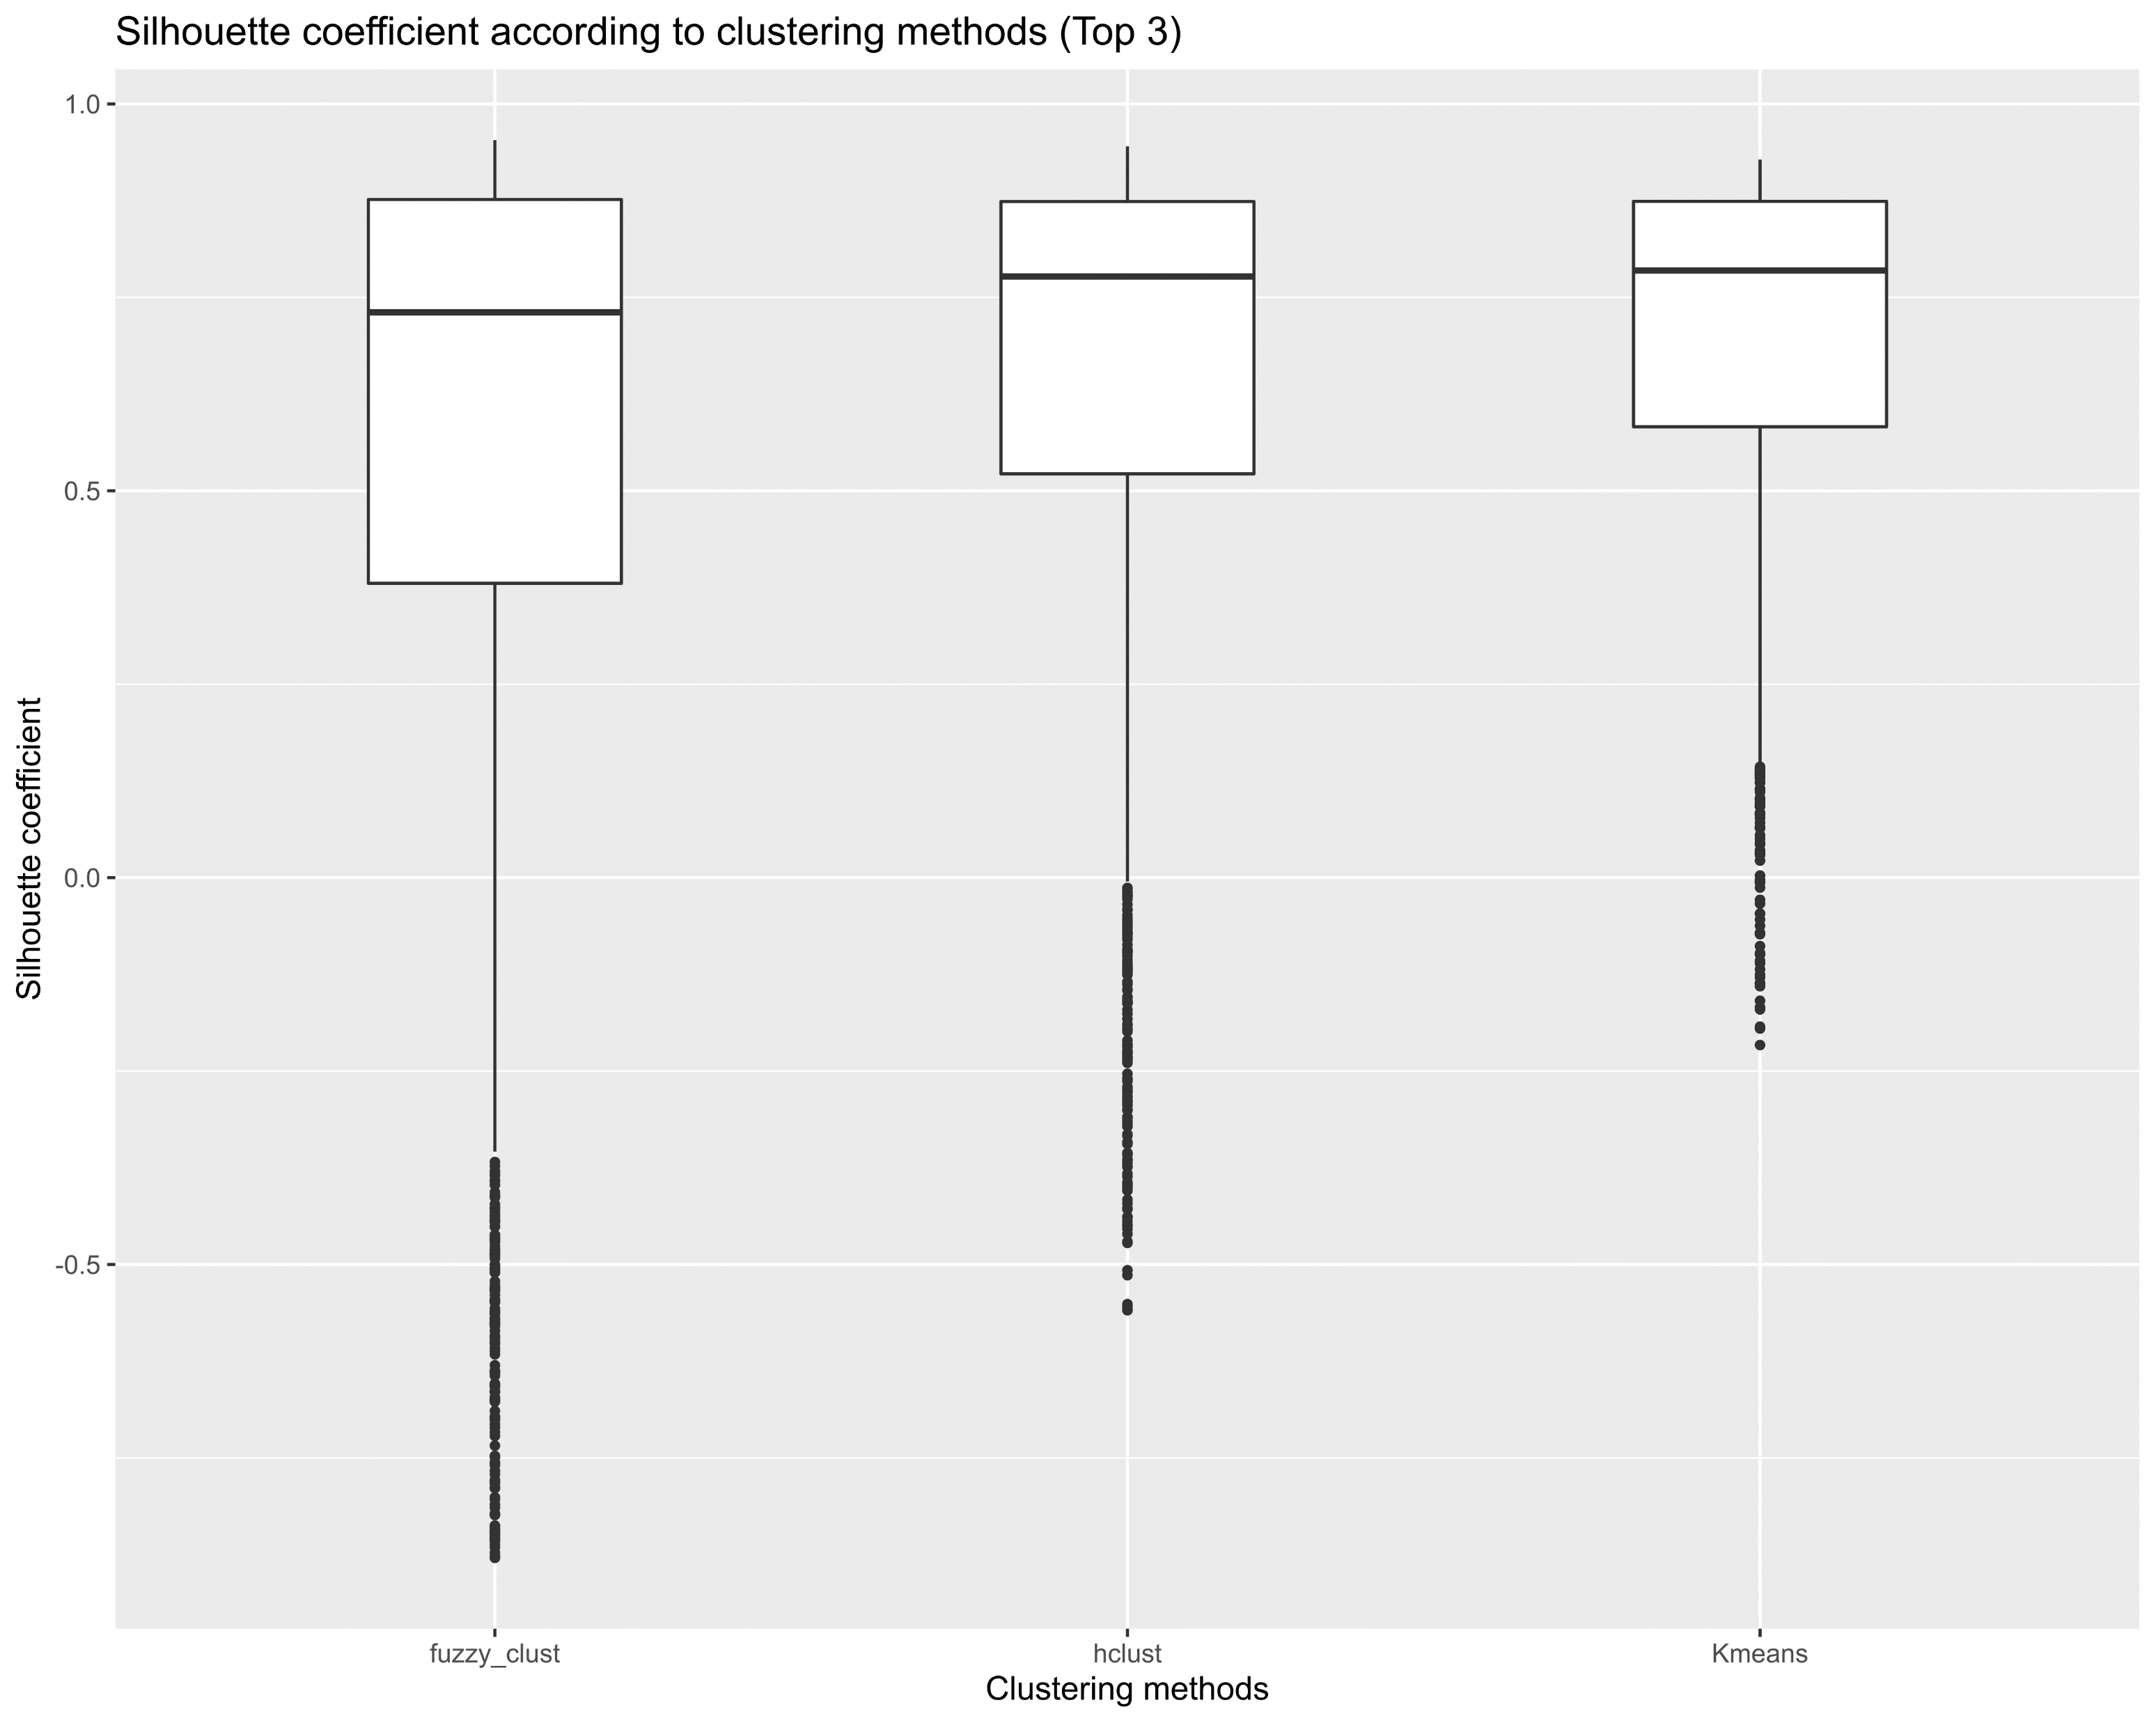 Silhouette coefficient according to clustering methods (Top 3)
1.0
0.5
0.0
-0.5
Silhouette coefficient
fuzzy_clust
hclust
Kmeans
Clustering methods